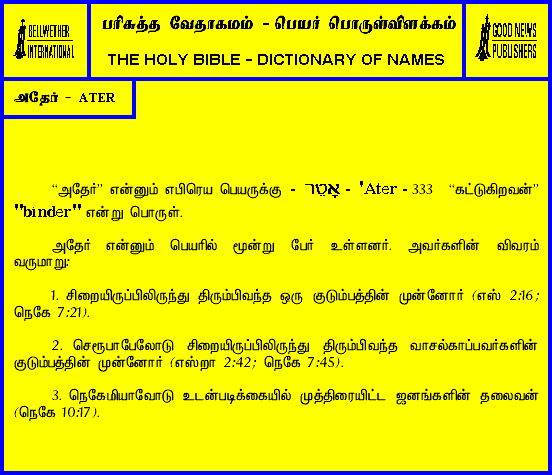 BELLWETHER
INTERNATIONAL
பரிசுத்த வேதாகமம் - பெயர் பொருள்விளக்கம்
THE HOLY BIBLE - DICTIONARY OF NAMES
GOOD NEWS
PUBLISHERS
அதேர் - ATER
“அதேர்” என்னும் எபிரெய பெயருக்கு - אָטֵר - 'Ater - 333 “கட்டுகிறவன்”
"binder" என்று பொருள்.
அதேர் என்னும் பெயரில் மூன்று பேர் உள்ளனர். அவர்களின் விவரம்
வருமாறு:
1. சிறையிருப்பிலிருந்து திரும்பிவந்த ஒரு குடும்பத்தின் முன்னோர் (எஸ் 2:16;
நெகே 7:21).
2. செருபாபேலோடு சிறையிருப்பிலிருந்து திரும்பிவந்த வாசல்காப்பவர்களின்
குடும்பத்தின் முன்னோர் (எஸ்றா 2:42; நெகே 7:45).
3. நெகேமியாவோடு உடன்படிக்கையில் முத்திரையிட்ட ஜனங்களின் தலைவன்
(நெகே 10:17).